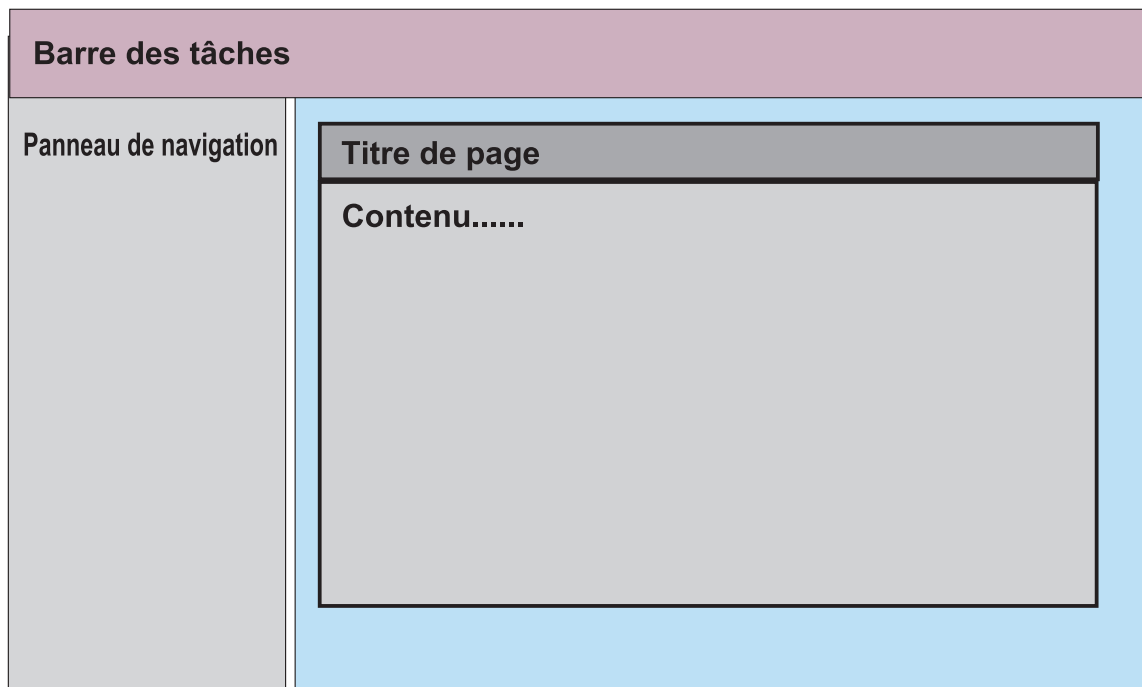 Barre des tâches
Panneau de navigation
Titre de page
Contenu......